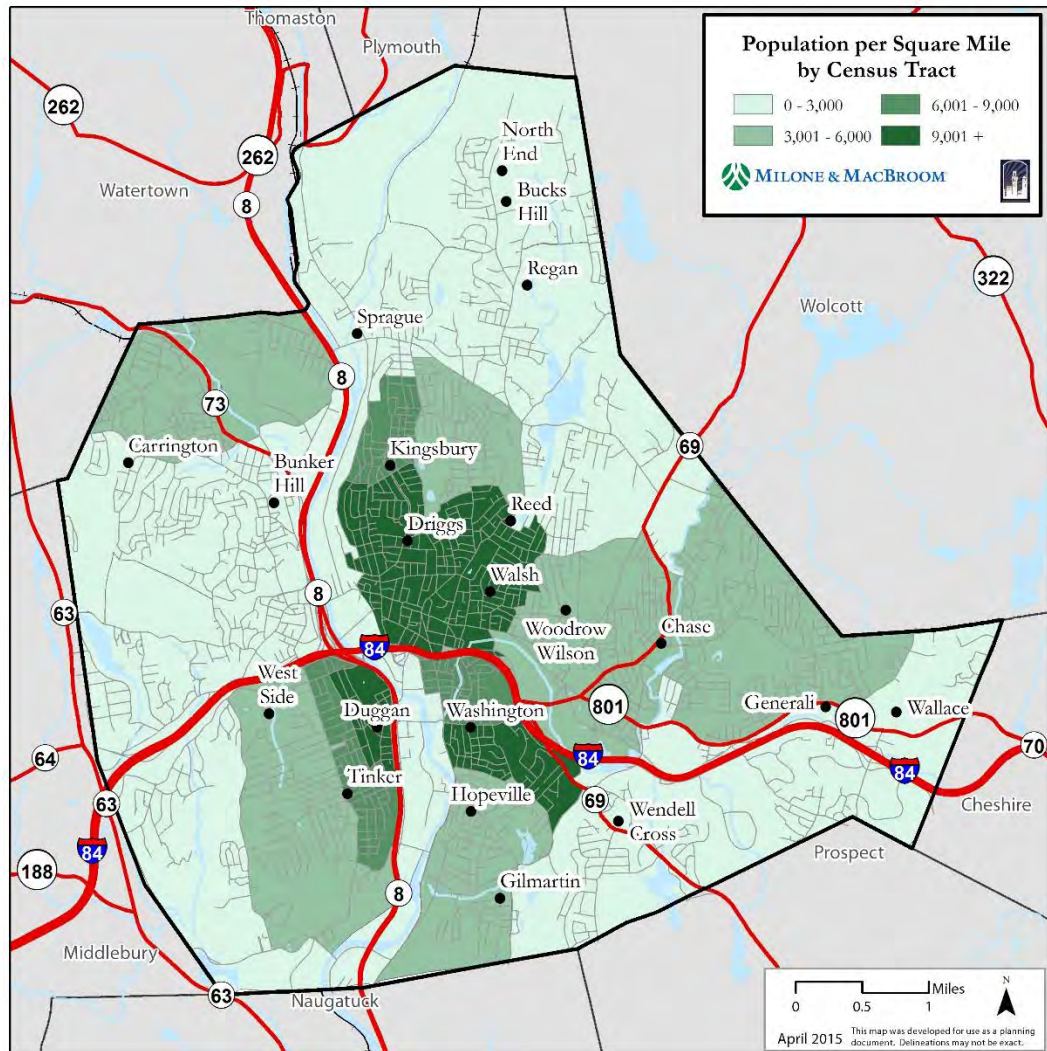 Thomaston
Plymouth
Population per Square Mile
by Census Tract
0 - 3,000
6,001 - 9,000
3,001 - 6,000
9,001 +
MILONE & MACBROOM
262
262
Watertown
8
North
End
Bucks
Hill
Regan
322
Wolcott
Sprague
8
73
69
Carrington
Bunker
Hill
Kingsbury
Reed
Driggs
8
63
Walsh
Woodrow
Wilson
Chase
84
West
Side
Duggan
Washington
801
Generali
801
Wallace
64
84
70
84
Tinker
Hopeville
69
Wendell
Cross
63
Cheshire
84
Prospect
188
8
Gilmartin
Middlebury
63
Naugatuck
Miles
0
0.5
1
N
April 2015
This map was developed for use as a planning
document. Delineations may not be exact.